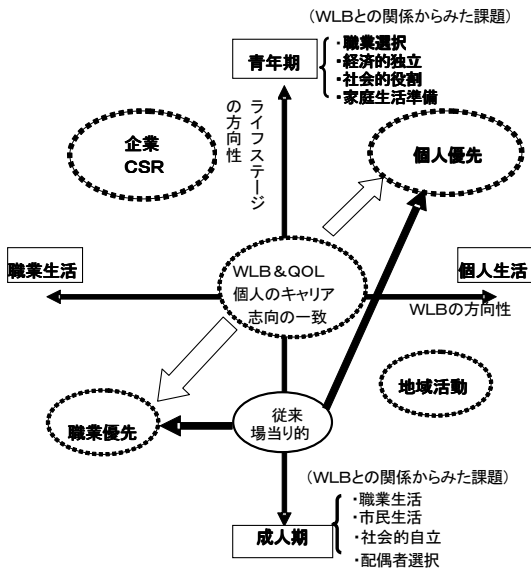 (WLBとの関係からみた課題)
青年期
・職業選択
・経済的独立
・社会的役割
・家庭生活準備
ライフステージ
の方向性
企業
CSR
個人優先
職業生活
WLB&QOL
個人のキャリア
志向の一致
個人生活
WLBの方向性
地域活動
職業優先
従来
場当り的
(WLBとの関係からみた課題)
成人期
・職業生活
・市民生活
・社会的自立
・配偶者選択